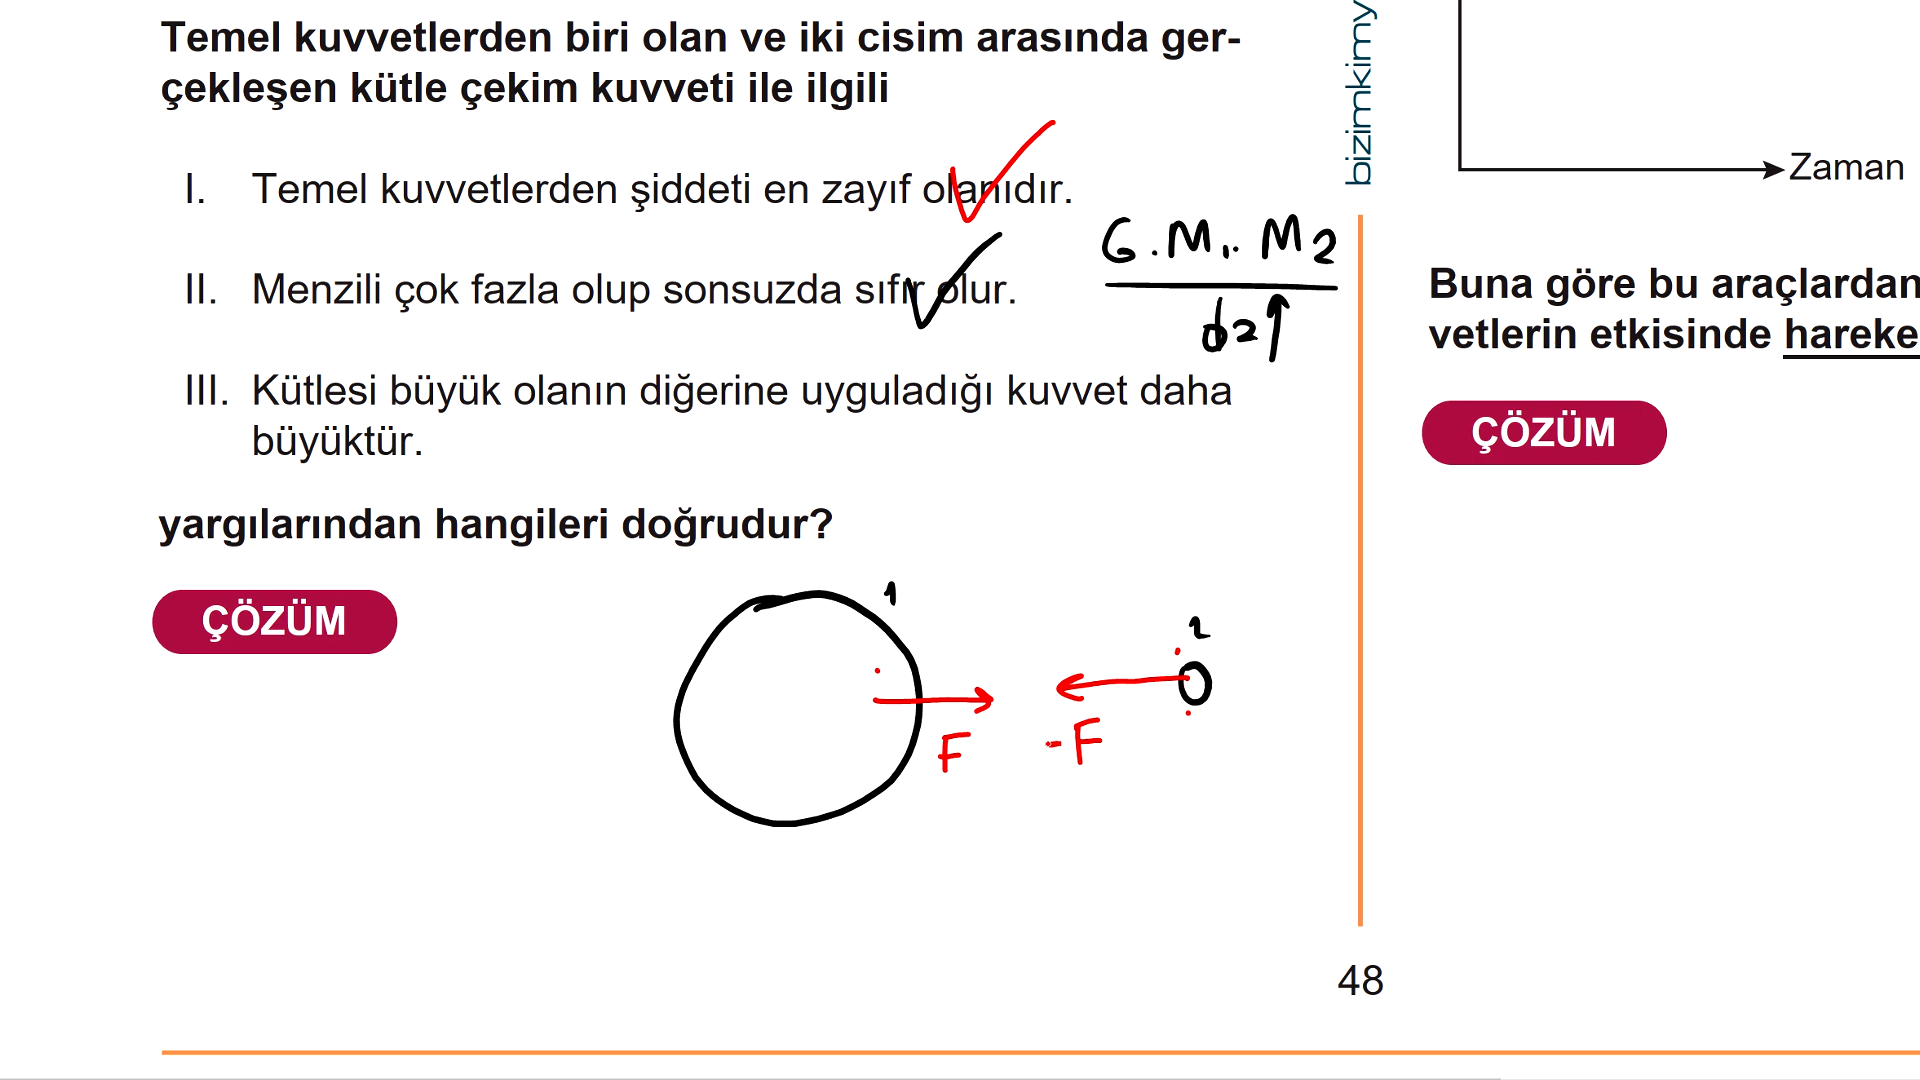 Temel kuvvetlerden biri olan ve iki cisim arasında ger-
çekleşen kütle çekim kuvveti ile ilgili
I. Temel kuvvetlerden şiddeti en zayıf olanıdır.
II. Menzili çok fazla olup sonsuzda sıfır olur.
III. Kütlesi büyük olanın diğerine uyguladığı kuvvet daha
büyüktür.
yargılarından hangileri doğrudur?
ÇÖZÜM
G.M1.M2
d2↑
1
2
F
-F
bizimkimy
Zaman
Buna göre bu araçlardan
vetlerin etkisinde hareke
ÇÖZÜM
48